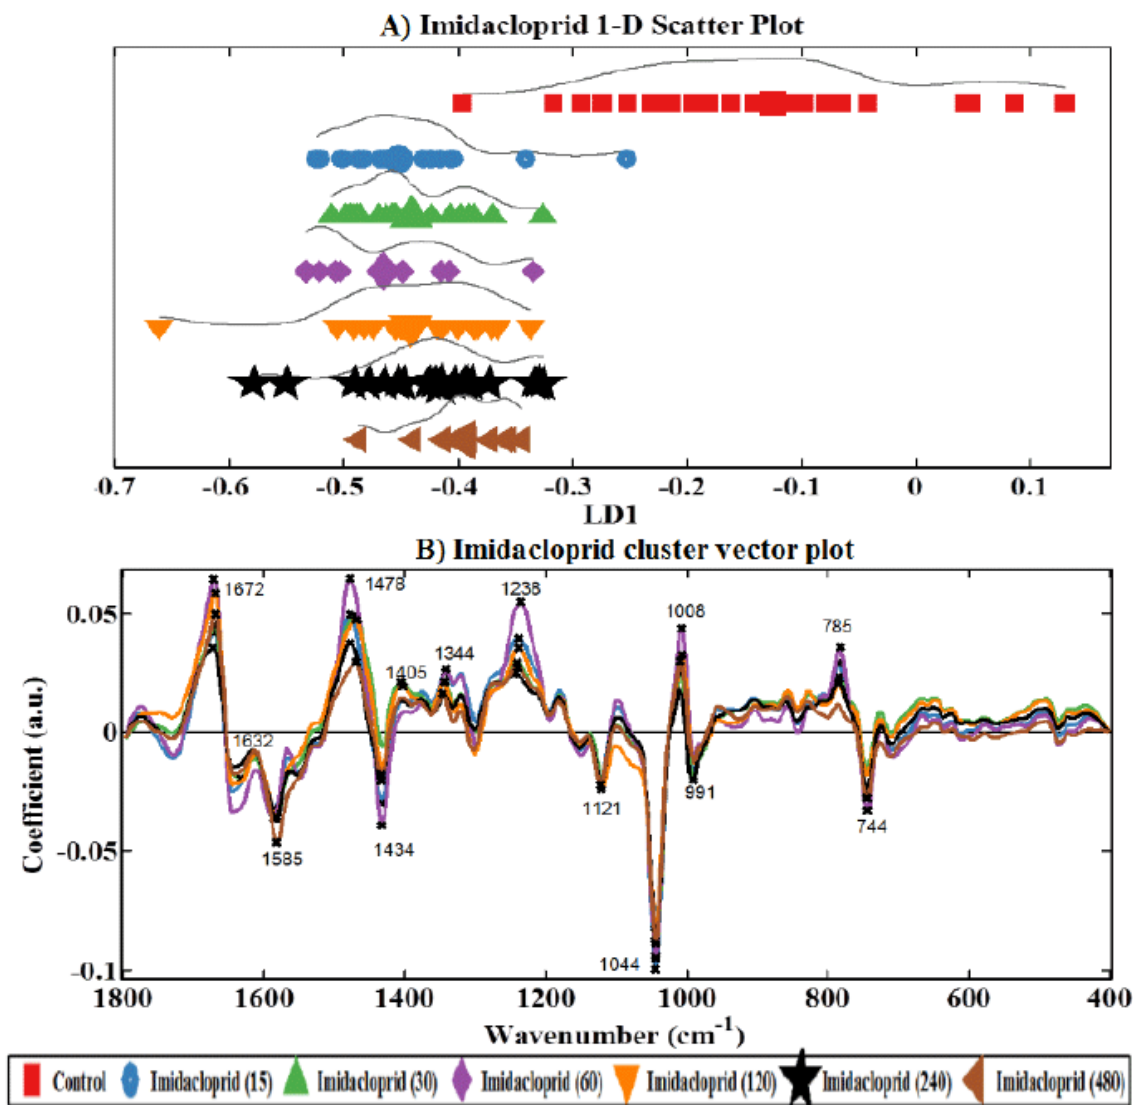 A) Imidacloprid 1-D Scatter Plot
-0.7 -0.6 -0.5 -0.4 -0.3 -0.2 -0.1 0 0.1
LD1
B) Imidacloprid cluster vector plot
1672 1478 1238 1008 785
0.05
1405 1344
Coefficient (a.u.)
0
1632
991
1121
744
1434
1585
-0.05
1044
-0.1
1800 1600 1400 1200 1000 800 600 400
Wavenumber (cm⁻¹)
Control Imidacloprid (15) Imidacloprid (30) Imidacloprid (60) Imidacloprid (120) Imidacloprid (240) Imidacloprid (480)